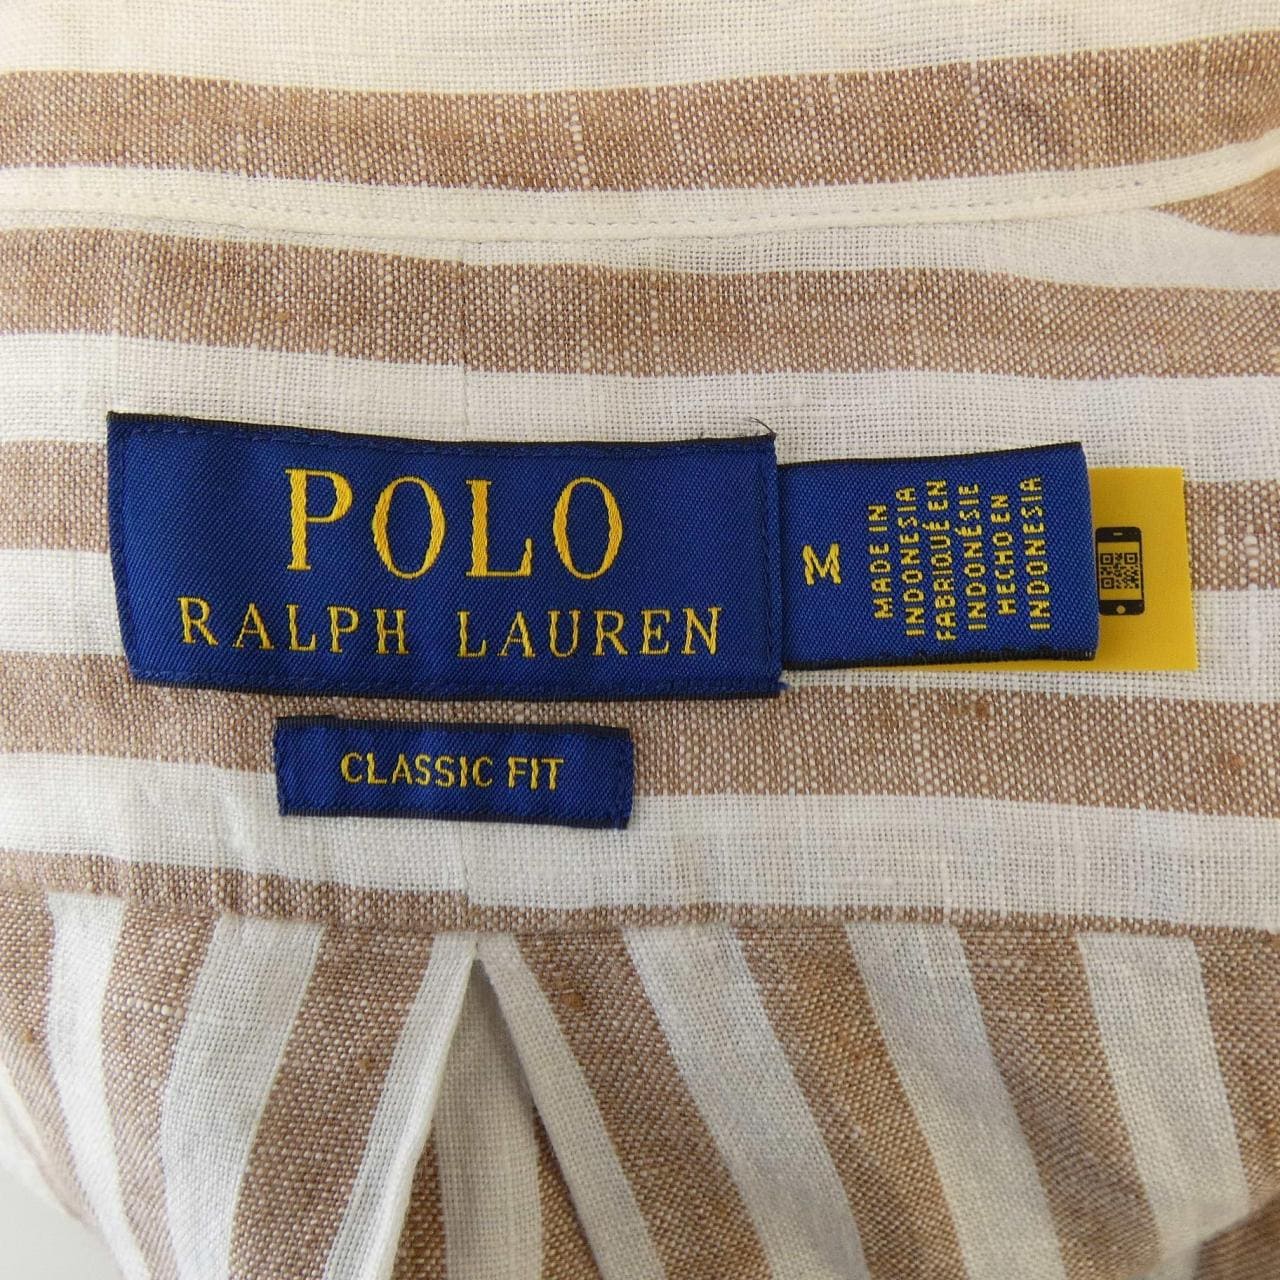 POLO
RALPH LAUREN
CLASSIC FIT
M
MADE IN
INDONESIA
FABRIQUÉ EN
INDONÉSIE
HECHO EN
INDONESIA